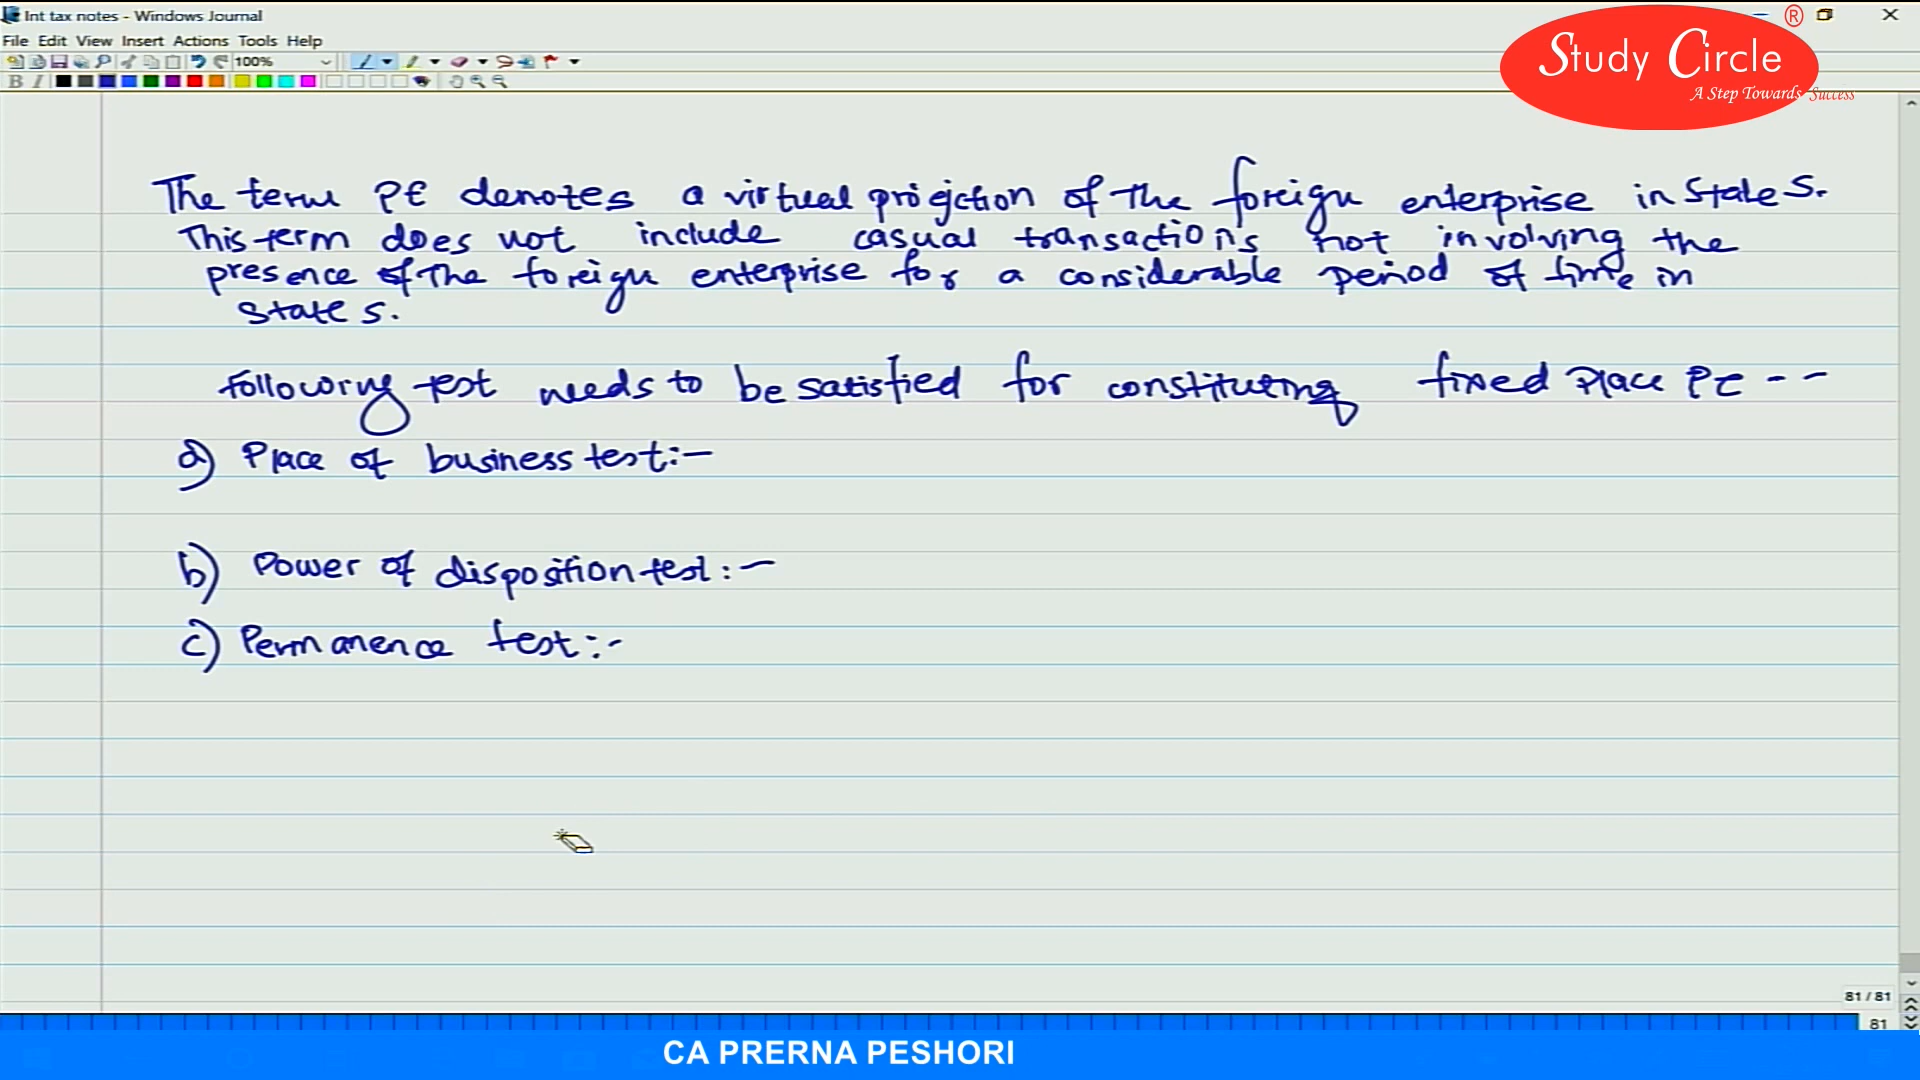 Int tax notes - Windows Journal
File Edit View Insert Actions Tools Help
100%
B I
®
Study Circle
A Step Towards Success
The term PE denotes a virtual projection of the foreign enterprise in State S.
This term does not include casual transactions not involving the
presence of the foreign enterprise for a considerable period of time in
State S.
following test needs to be satisfied for constituting fixed Place PE --
a) Place of business test:-
b) Power of disposition test:-
c) Permanence test:-
81 / 81
81
CA PRERNA PESHORI